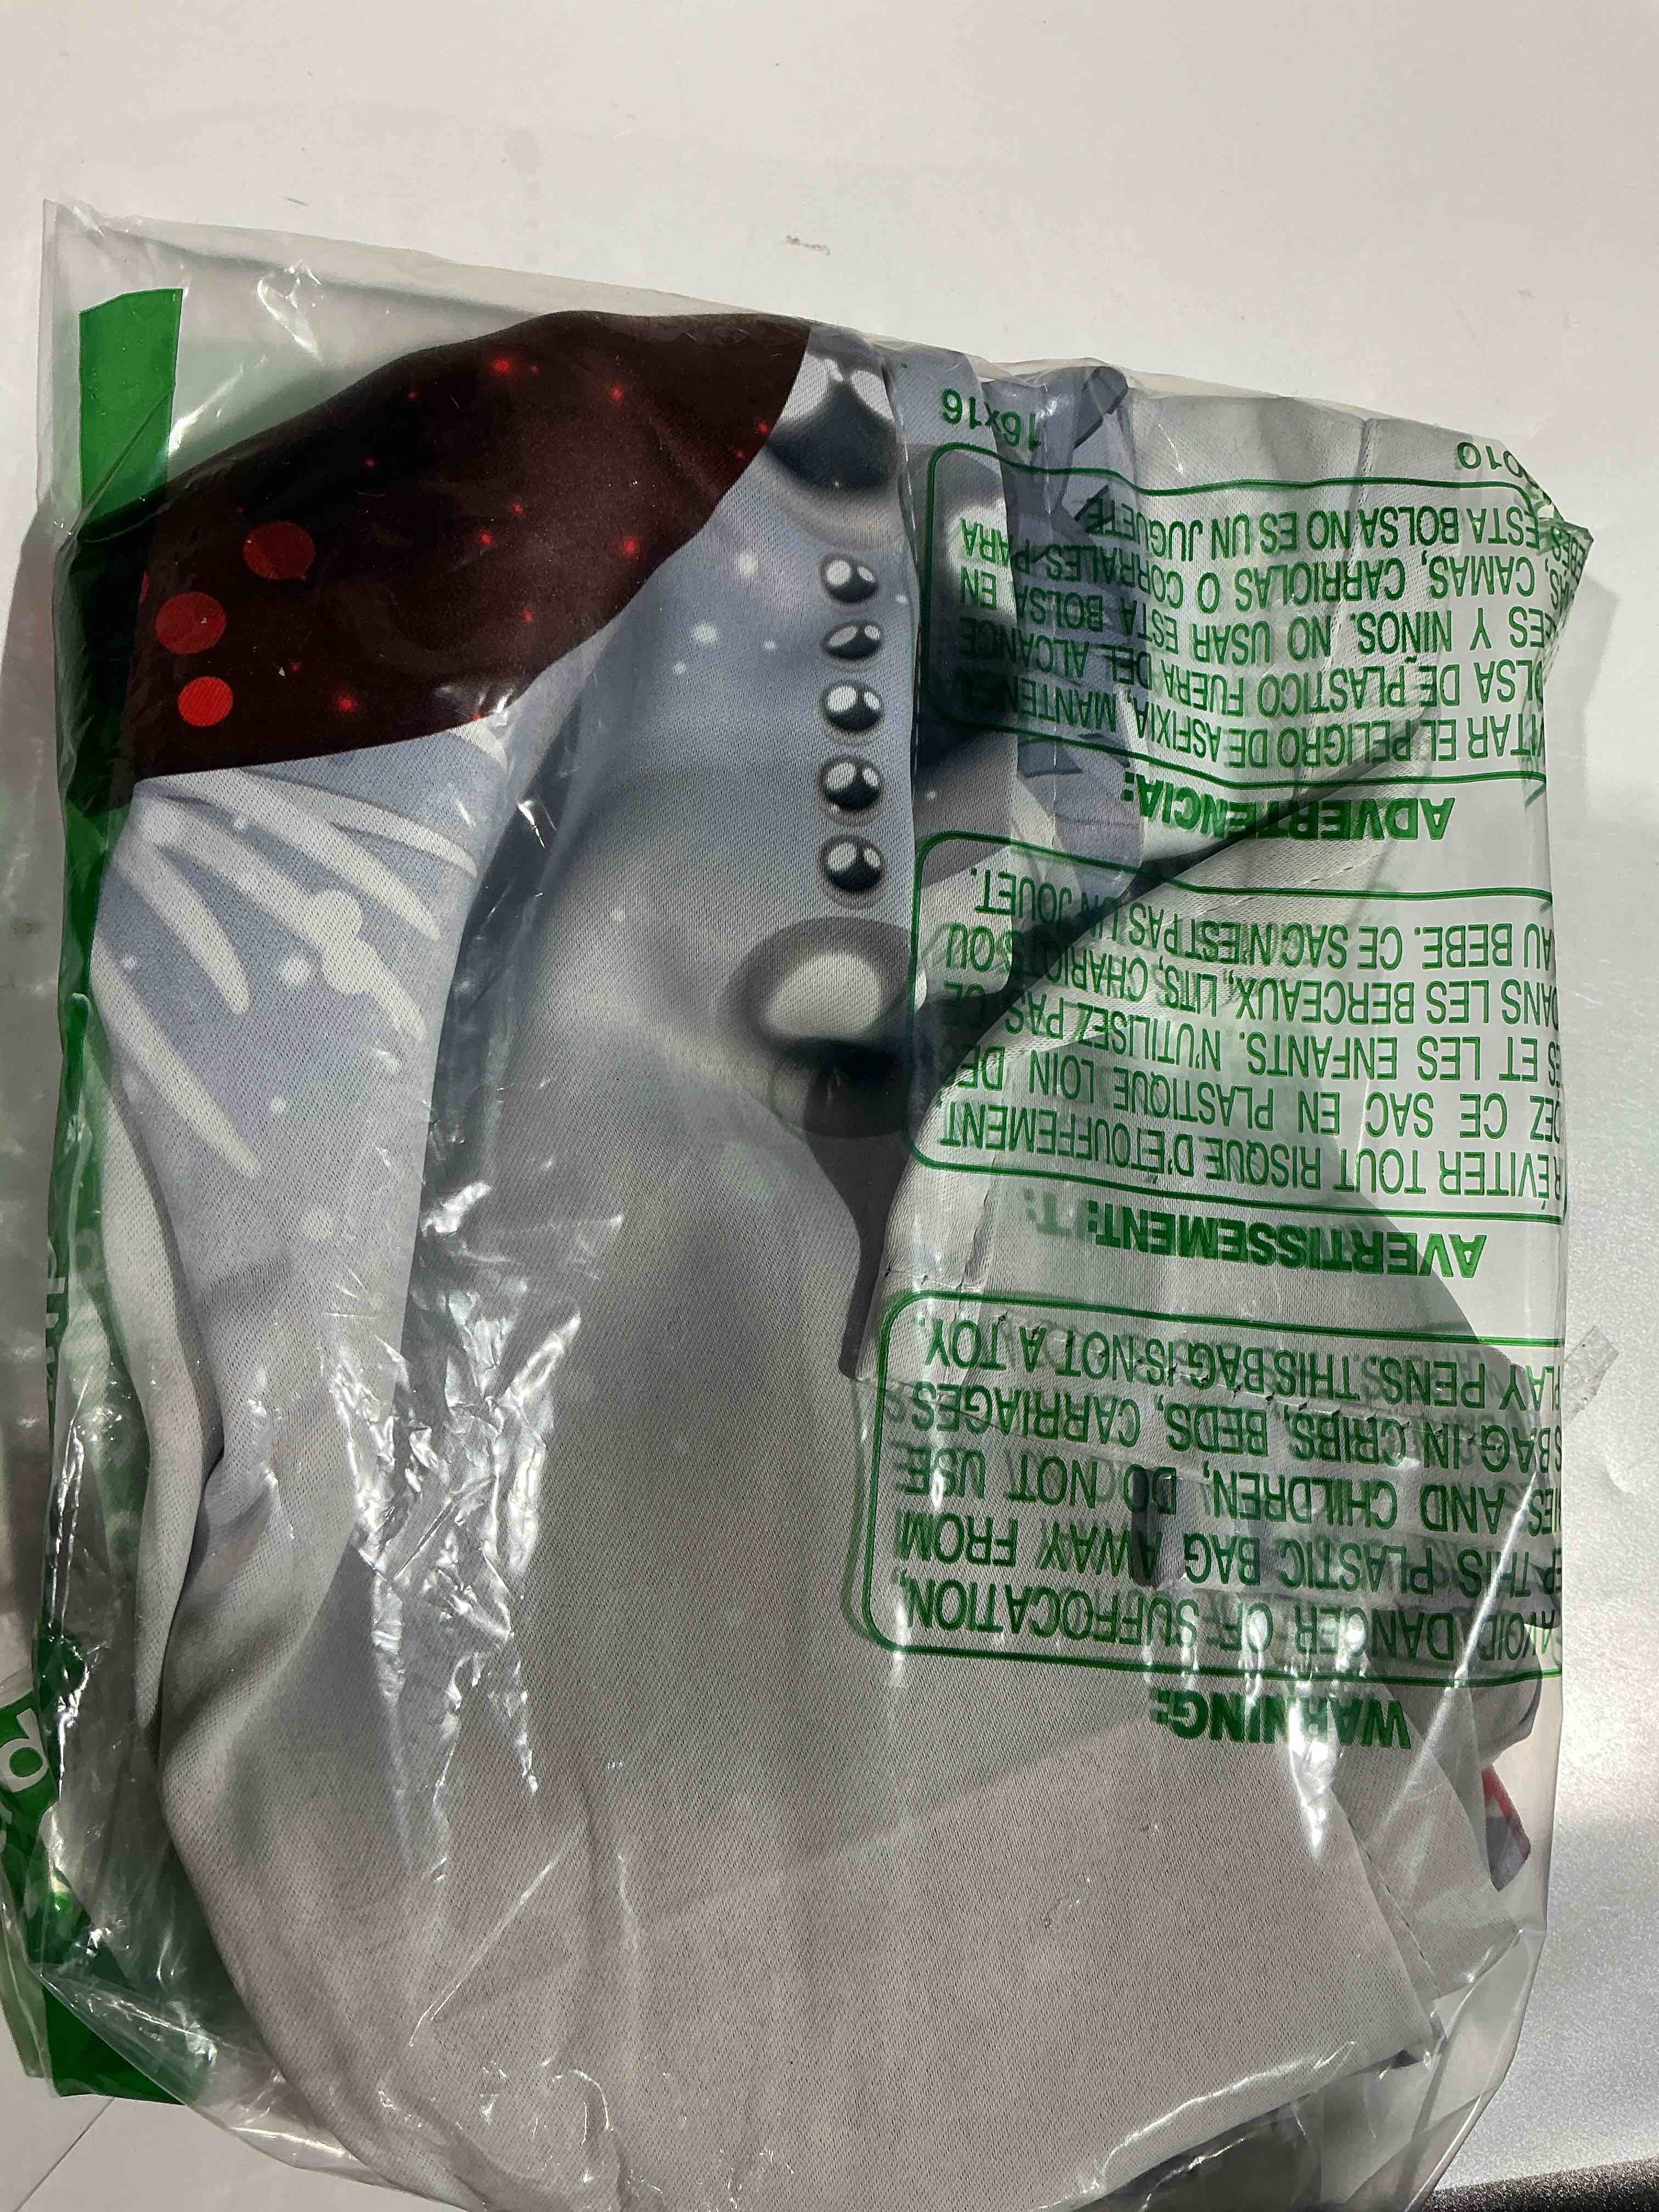 WARNING:
AVOID DANGER OF SUFFOCATION,
THIS PLASTIC BAG AWAY FROM
AND CHILDREN, DO NOT USE
BAG IN CRIBS, BEDS, CARRIAGES
PLAY PENS. THIS BAG IS NOT A TOY.
AVERTISSEMENT:
ÉVITER TOUT RISQUE D'ÉTOUFFEMENT
CE SAC EN PLASTIQUE LOIN DES
ET LES ENFANTS. N'UTILISEZ PAS CE
DANS LES BERCEAUX, LITS, CHARIOTS OU
AU BEBE. CE SAC N'EST PAS UN JOUET.
ADVERTENCIA:
EL PELIGRO DE ASFIXIA, MANTEN
DE PLASTICO FUERA DEL ALCANCE
Y NIÑOS. NO USAR ESTA BOLSA EN
CAMAS, CARRIOLAS O CORRALES PARA
ESTA BOLSA NO ES UN JUGUETE
010
16x16